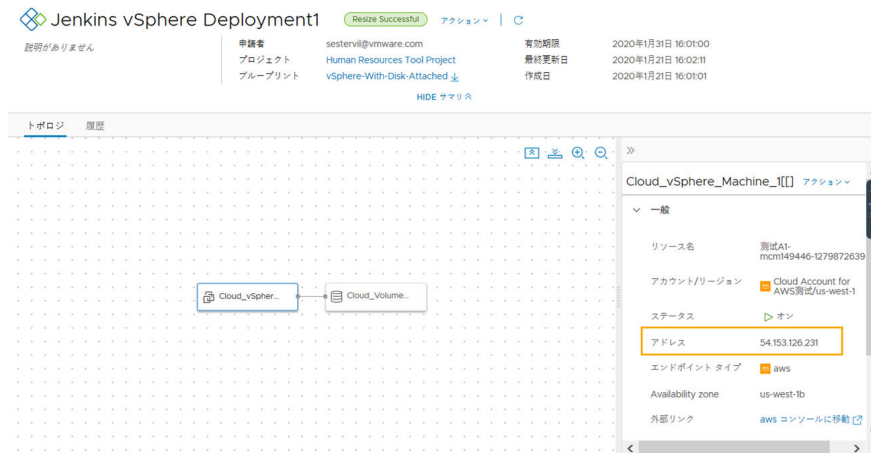 Jenkins vSphere Deployment1 Resize Successful アクション
説明がありません
申請者 sestervil@vmware.com
プロジェクト Human Resources Tool Project
ブループリント vSphere-With-Disk-Attached
有効期限 2020年1月31日 16:01:00
最終更新日 2020年1月21日 16:02:11
作成日 2020年1月21日 16:01:01
HIDE サマリ
トポロジ 履歴
Cloud_vSpher...
Cloud_Volume...
Cloud_vSphere_Machine_1[[] アクション
一般
リソース名 测试A1-
mcm149446-1279872639
アカウント/リージョン Cloud Account for
AWS测试/us-west-1
ステータス オン
アドレス 54.153.126.231
エンドポイント タイプ aws
Availability zone us-west-1b
外部リンク aws コンソールに移動